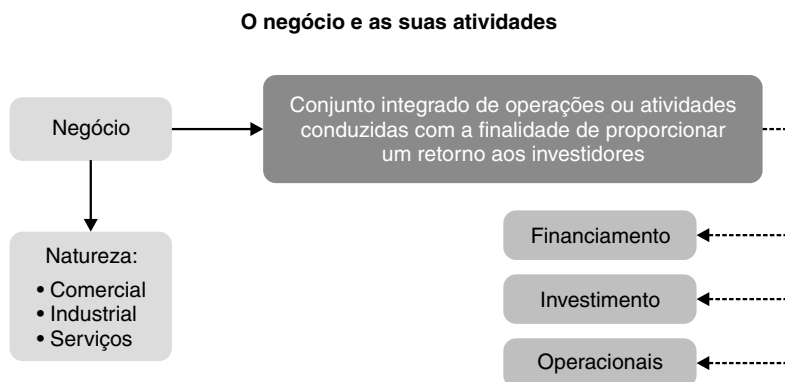 O negócio e as suas atividades
Negócio
Conjunto integrado de operações ou atividades
conduzidas com a finalidade de proporcionar
um retorno aos investidores
Natureza:
• Comercial
• Industrial
• Serviços
Financiamento
Investimento
Operacionais